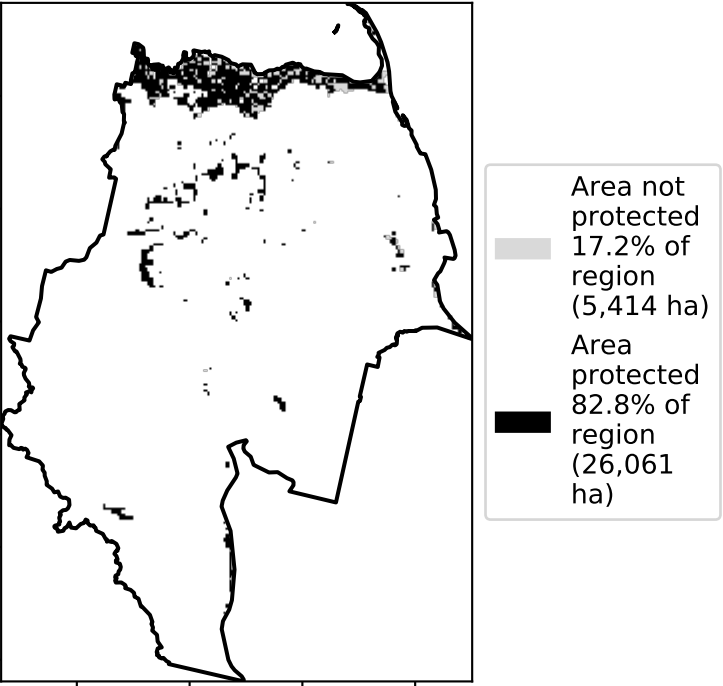 Area not
protected
17.2% of
region
(5,414 ha)
Area
protected
82.8% of
region
(26,061
ha)